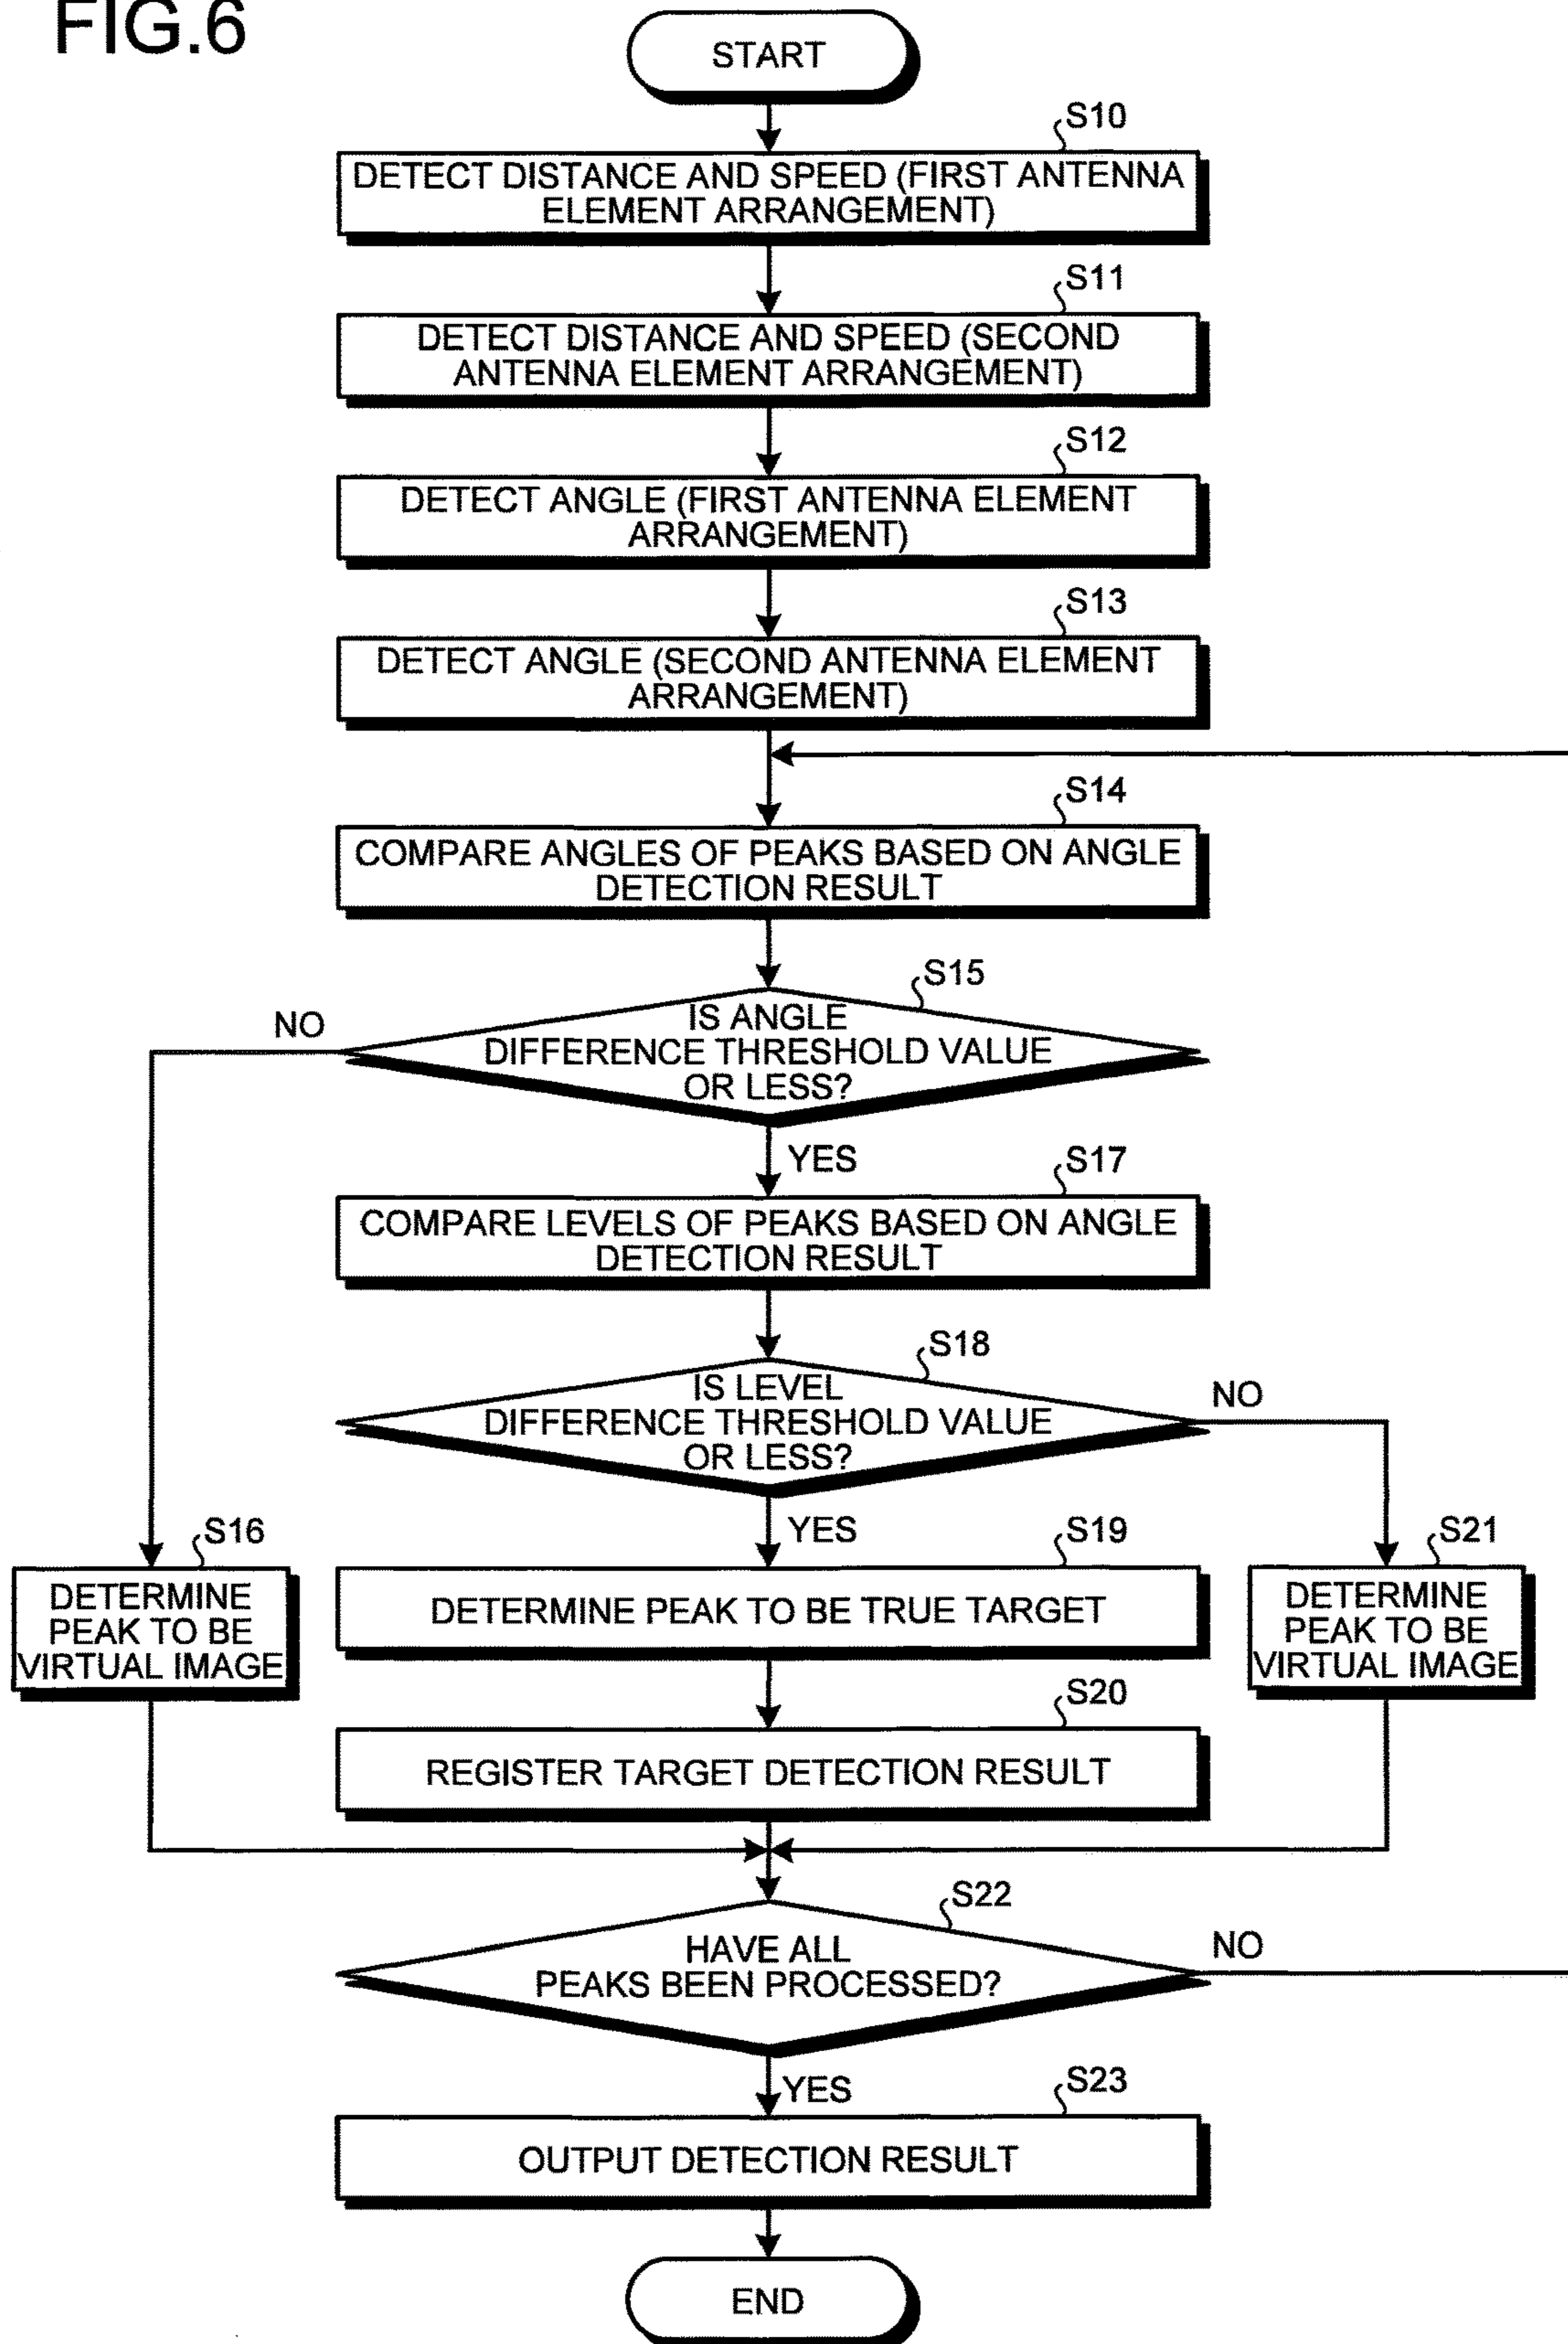 FIG.6
START
S10
DETECT DISTANCE AND SPEED (FIRST ANTENNA
ELEMENT ARRANGEMENT)
S11
DETECT DISTANCE AND SPEED (SECOND
ANTENNA ELEMENT ARRANGEMENT)
S12
DETECT ANGLE (FIRST ANTENNA ELEMENT
ARRANGEMENT)
S13
DETECT ANGLE (SECOND ANTENNA ELEMENT
ARRANGEMENT)
S14
COMPARE ANGLES OF PEAKS BASED ON ANGLE
DETECTION RESULT
S15
IS ANGLE
DIFFERENCE THRESHOLD VALUE
OR LESS?
NO
YES
S17
COMPARE LEVELS OF PEAKS BASED ON ANGLE
DETECTION RESULT
S18
IS LEVEL
DIFFERENCE THRESHOLD VALUE
OR LESS?
NO
YES
S16
DETERMINE
PEAK TO BE
VIRTUAL IMAGE
S19
DETERMINE PEAK TO BE TRUE TARGET
S21
DETERMINE
PEAK TO BE
VIRTUAL IMAGE
S20
REGISTER TARGET DETECTION RESULT
S22
HAVE ALL
PEAKS BEEN PROCESSED?
NO
YES
S23
OUTPUT DETECTION RESULT
END